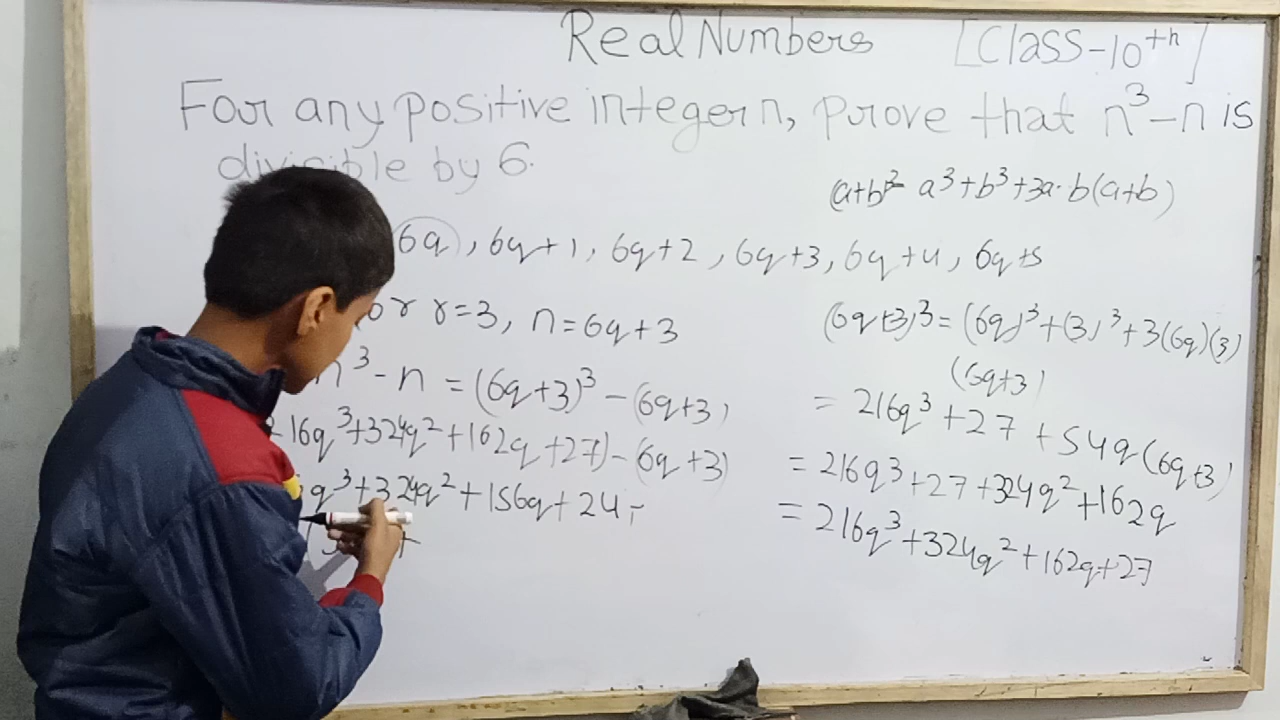 Real Numbers [Class-10th]
For any positive integer n, prove that n³-n is
divisible by 6.
(a+b)³= a³+b³+3a·b(a+b)
6q, 6q+1, 6q+2, 6q+3, 6q+4, 6q+5
or r=3, n=6q+3
n³-n = (6q+3)³-(6q+3)
16q³+324q²+162q+27)-(6q+3)
q³+324q²+156q+24
(6q+3)³=(6q)³+(3)³+3(6q)(3)
(6q+3)
= 216q³+27+54q(6q+3)
= 216q³+27+324q²+162q
= 216q³+324q²+162q+27